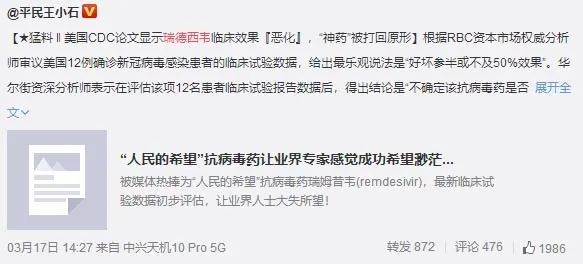 @平民王小石
【★猛料‖美国CDC论文显示瑞德西韦临床效果『恶化』，“神药”被打回原形】根据RBC资本市场权威分
析师审议美国12例确诊新冠病毒感染患者的临床试验数据，给出最乐观说法是“好坏参半或不及50%效果”。华
尔街资深分析师表示在评估该项12名患者临床试验报告数据后，得出结论是“不确定该抗病毒药是否 展开全
文
“人民的希望”抗病毒药让业界专家感觉成功希望渺茫...
被媒体热捧为“人民的希望”抗病毒药瑞姆昔韦(remdesivir)，最新临床试
验数据初步评估，让业界人士大失所望！
03月17日 14:27 来自 中兴天机10 Pro 5G 转发 872 评论 476 1986